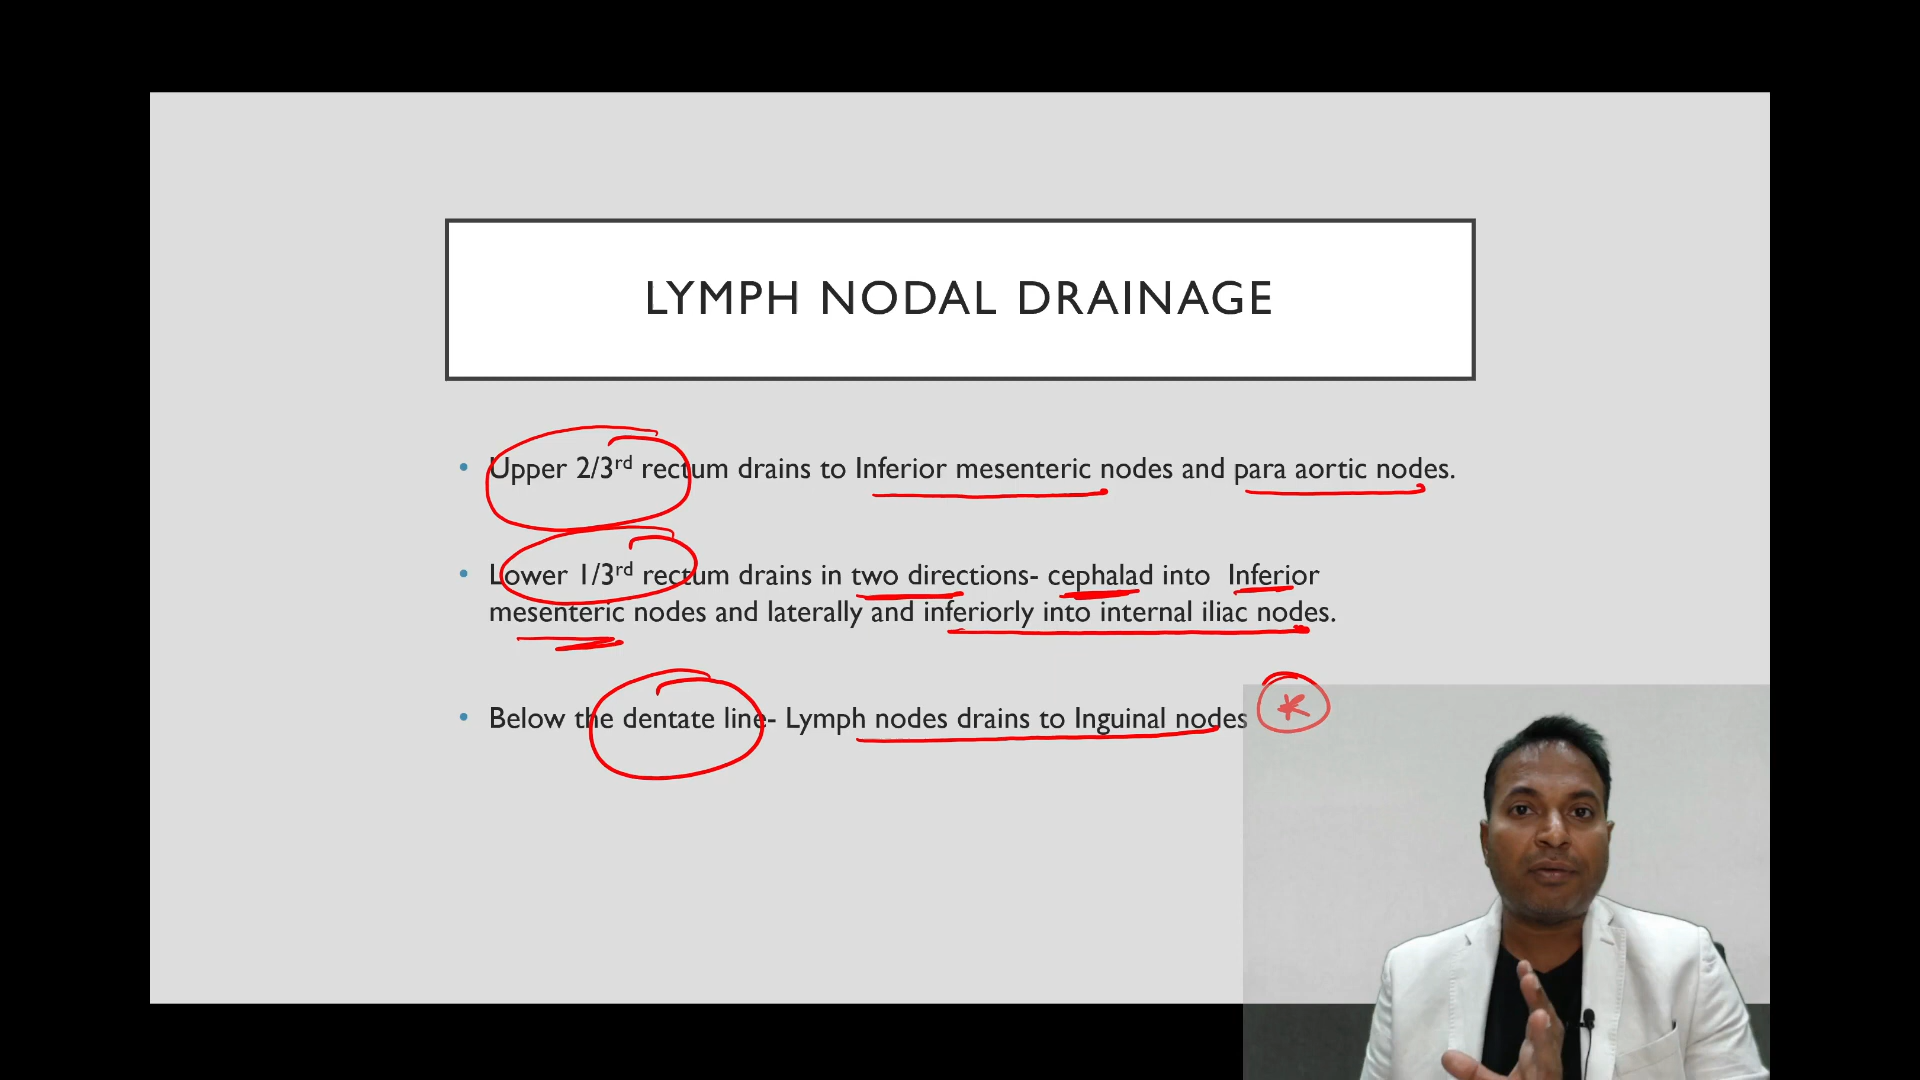 LYMPH NODAL DRAINAGE
• Upper 2/3rd rectum drains to Inferior mesenteric nodes and para aortic nodes.
• Lower 1/3rd rectum drains in two directions- cephalad into Inferior
mesenteric nodes and laterally and inferiorly into internal iliac nodes.
• Below the dentate line- Lymph nodes drains to Inguinal nodes